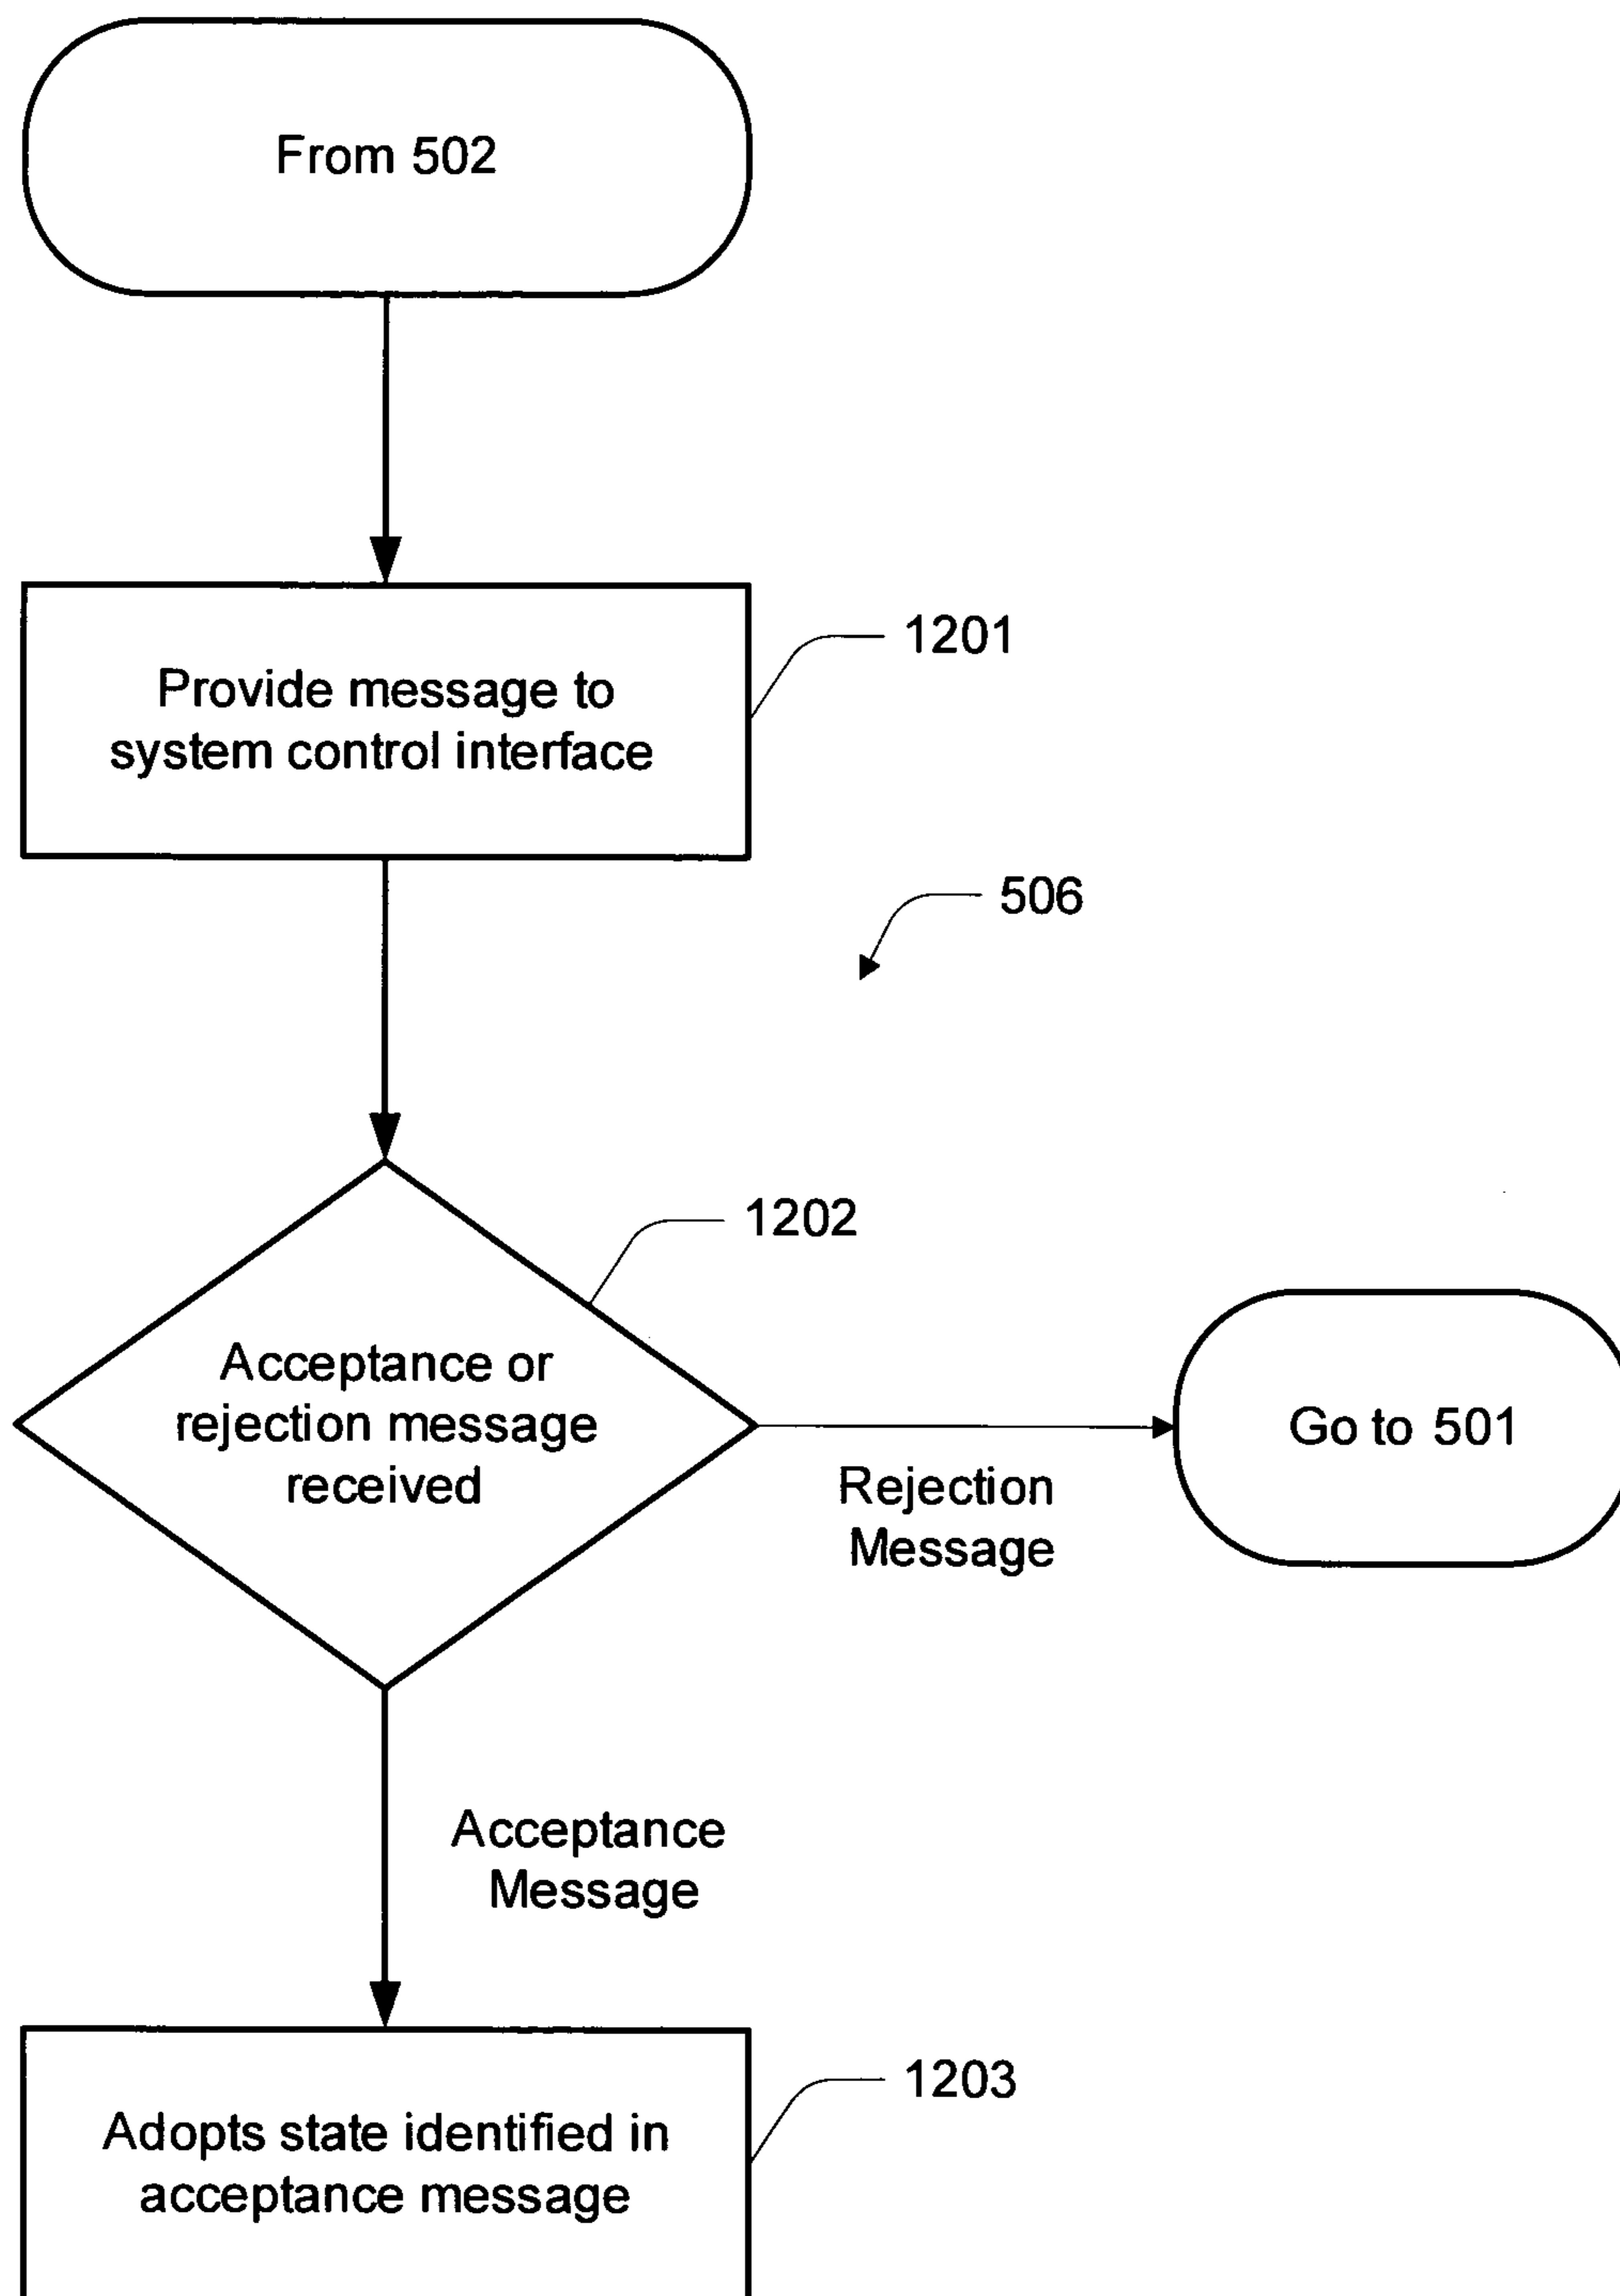 From 502
Provide message to
system control interface
1201
506
1202
Acceptance or
rejection message
received
Rejection
Message
Go to 501
Acceptance
Message
1203
Adopts state identified in
acceptance message